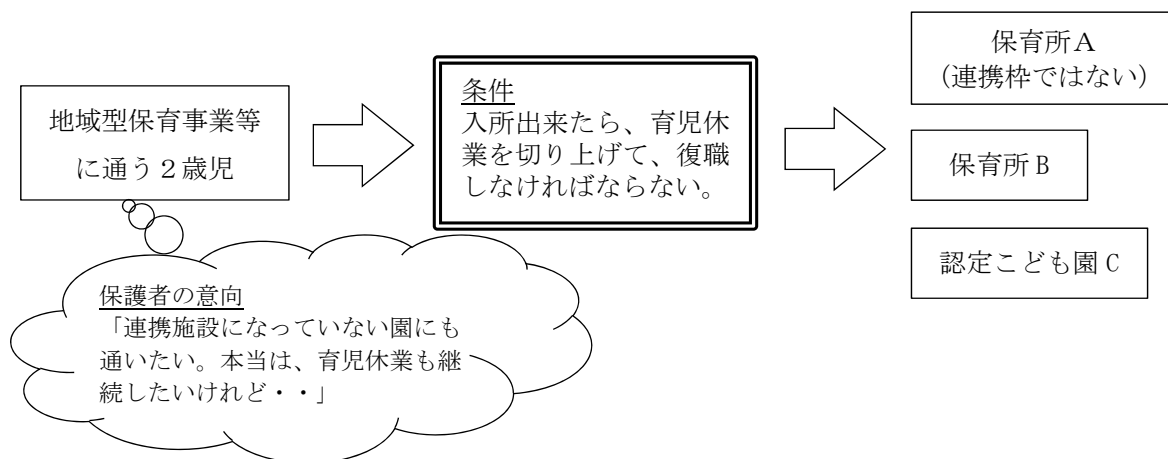 地域型保育事業等
に通う２歳児
条件
入所出来たら、育児休
業を切り上げて、復職
しなければならない。
保育所Ａ
（連携枠ではない）
保育所Ｂ
認定こども園Ｃ
保護者の意向
「連携施設になっていない園にも
通いたい。本当は、育児休業も継
続したいけれど・・」